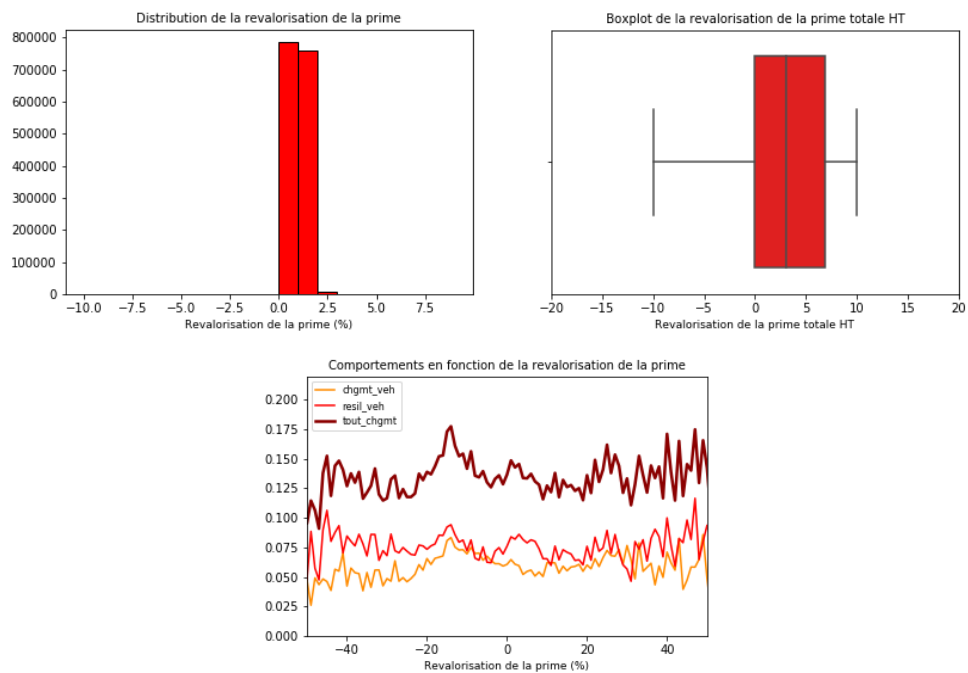 Distribution de la revalorisation de la prime
800000
700000
600000
500000
400000
300000
200000
100000
0
−10.0 −7.5 −5.0 −2.5 0.0 2.5 5.0 7.5
Revalorisation de la prime (%)
Boxplot de la revalorisation de la prime totale HT
−20 −15 −10 −5 0 5 10 15 20
Revalorisation de la prime totale HT
Comportements en fonction de la revalorisation de la prime
chgmt_veh
resil_veh
tout_chgmt
0.200
0.175
0.150
0.125
0.100
0.075
0.050
0.025
0.000
−40 −20 0 20 40
Revalorisation de la prime (%)